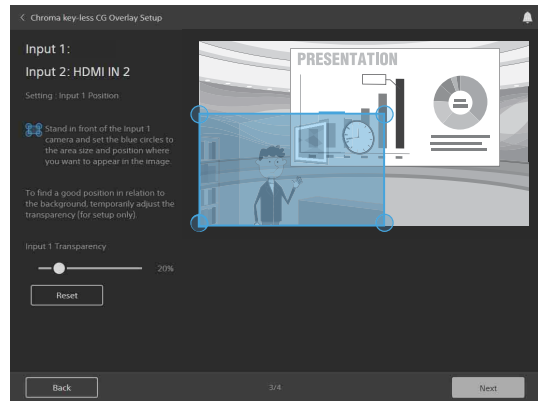 Chroma key-less CG Overlay Setup
Input 1:
Input 2: HDMI IN 2
Setting : Input 1 Position
Stand in front of the Input 1
camera and set the blue circles to
the area size and position where
you want to appear in the image.
To find a good position in relation to
the background, temporarily adjust the
transparency (for setup only).
Input 1 Transparency
20%
Reset
PRESENTATION
Back
3/4
Next